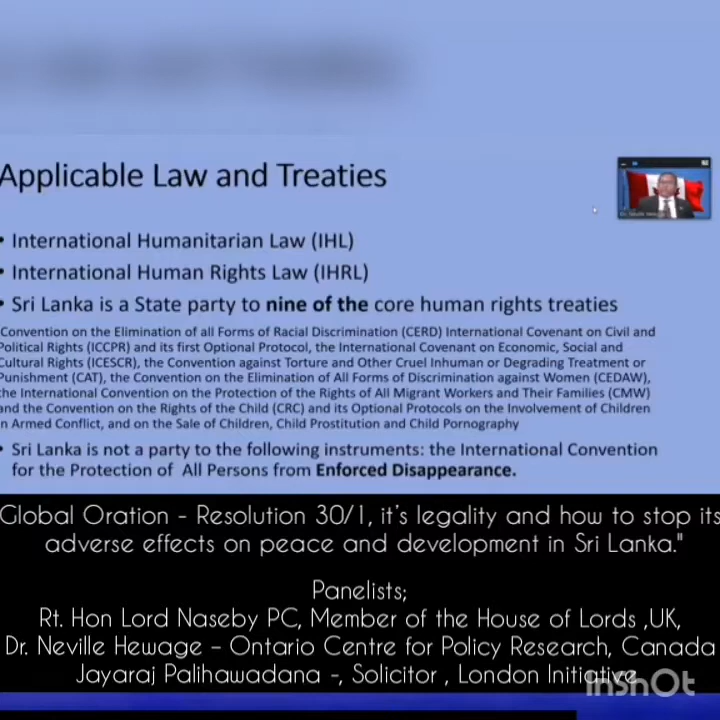 Applicable Law and Treaties
• International Humanitarian Law (IHL)
• International Human Rights Law (IHRL)
• Sri Lanka is a State party to nine of the core human rights treaties
Convention on the Elimination of all Forms of Racial Discrimination (CERD) International Covenant on Civil and
Political Rights (ICCPR) and its first Optional Protocol, the International Covenant on Economic, Social and
Cultural Rights (ICESCR), the Convention against Torture and Other Cruel Inhuman or Degrading Treatment or
Punishment (CAT), the Convention on the Elimination of All Forms of Discrimination against Women (CEDAW),
the International Convention on the Protection of the Rights of All Migrant Workers and Their Families (CMW)
and the Convention on the Rights of the Child (CRC) and its Optional Protocols on the Involvement of Children
in Armed Conflict, and on the Sale of Children, Child Prostitution and Child Pornography
• Sri Lanka is not a party to the following instruments: the International Convention
for the Protection of All Persons from Enforced Disappearance.
Global Oration - Resolution 30/1, it's legality and how to stop its
adverse effects on peace and development in Sri Lanka."
Panelists;
Rt. Hon Lord Naseby PC, Member of the House of Lords ,UK,
Dr. Neville Hewage – Ontario Centre for Policy Research, Canada
Jayaraj Palihawadana -, Solicitor , London Initiative
InShOt